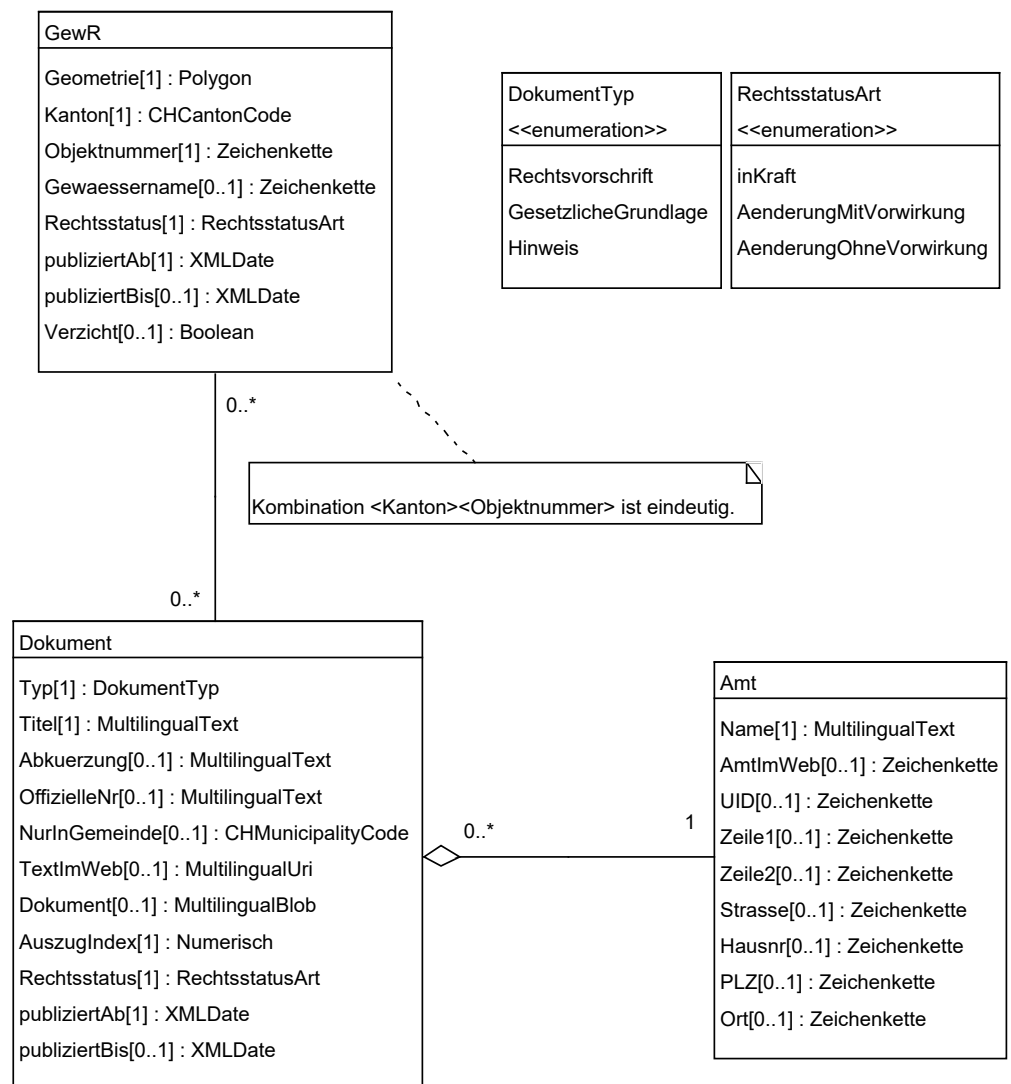 GewR
Geometrie[1] : Polygon
Kanton[1] : CHCantonCode
Objektnummer[1] : Zeichenkette
Gewaessername[0..1] : Zeichenkette
Rechtsstatus[1] : RechtsstatusArt
publiziertAb[1] : XMLDate
publiziertBis[0..1] : XMLDate
Verzicht[0..1] : Boolean
DokumentTyp
<<enumeration>>
Rechtsvorschrift
GesetzlicheGrundlage
Hinweis
RechtsstatusArt
<<enumeration>>
inKraft
AenderungMitVorwirkung
AenderungOhneVorwirkung
0..*
Kombination <Kanton><Objektnummer> ist eindeutig.
0..*
Dokument
Typ[1] : DokumentTyp
Titel[1] : MultilingualText
Abkuerzung[0..1] : MultilingualText
OffizielleNr[0..1] : MultilingualText
NurInGemeinde[0..1] : CHMunicipalityCode
TextImWeb[0..1] : MultilingualUri
Dokument[0..1] : MultilingualBlob
AuszugIndex[1] : Numerisch
Rechtsstatus[1] : RechtsstatusArt
publiziertAb[1] : XMLDate
publiziertBis[0..1] : XMLDate
0..*
1
Amt
Name[1] : MultilingualText
AmtImWeb[0..1] : Zeichenkette
UID[0..1] : Zeichenkette
Zeile1[0..1] : Zeichenkette
Zeile2[0..1] : Zeichenkette
Strasse[0..1] : Zeichenkette
Hausnr[0..1] : Zeichenkette
PLZ[0..1] : Zeichenkette
Ort[0..1] : Zeichenkette